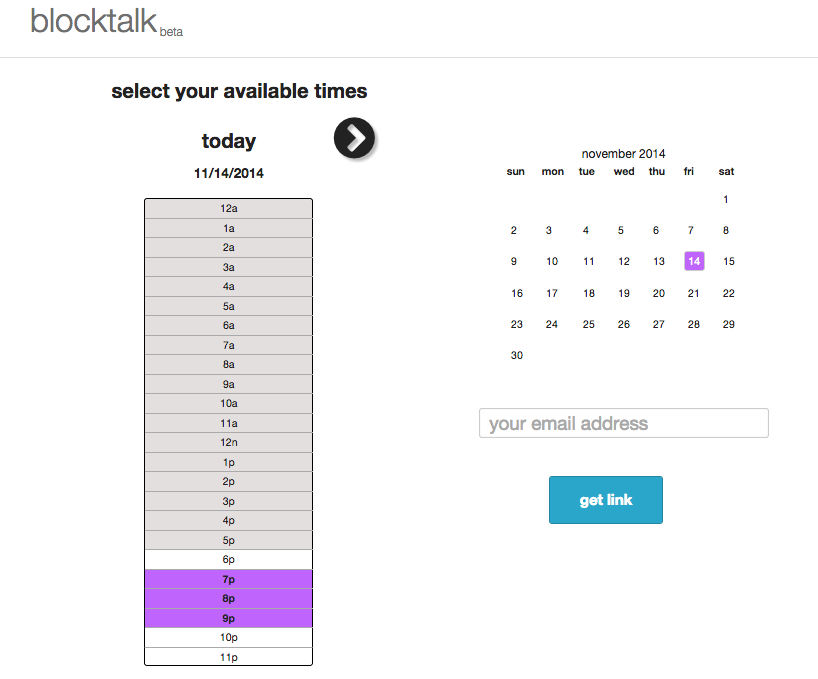 blocktalk beta
select your available times
today
11/14/2014
12a
1a
2a
3a
4a
5a
6a
7a
8a
9a
10a
11a
12n
1p
2p
3p
4p
5p
6p
7p
8p
9p
10p
11p
november 2014
sun mon tue wed thu fri sat
1
2 3 4 5 6 7 8
9 10 11 12 13 14 15
16 17 18 19 20 21 22
23 24 25 26 27 28 29
30
your email address
get link